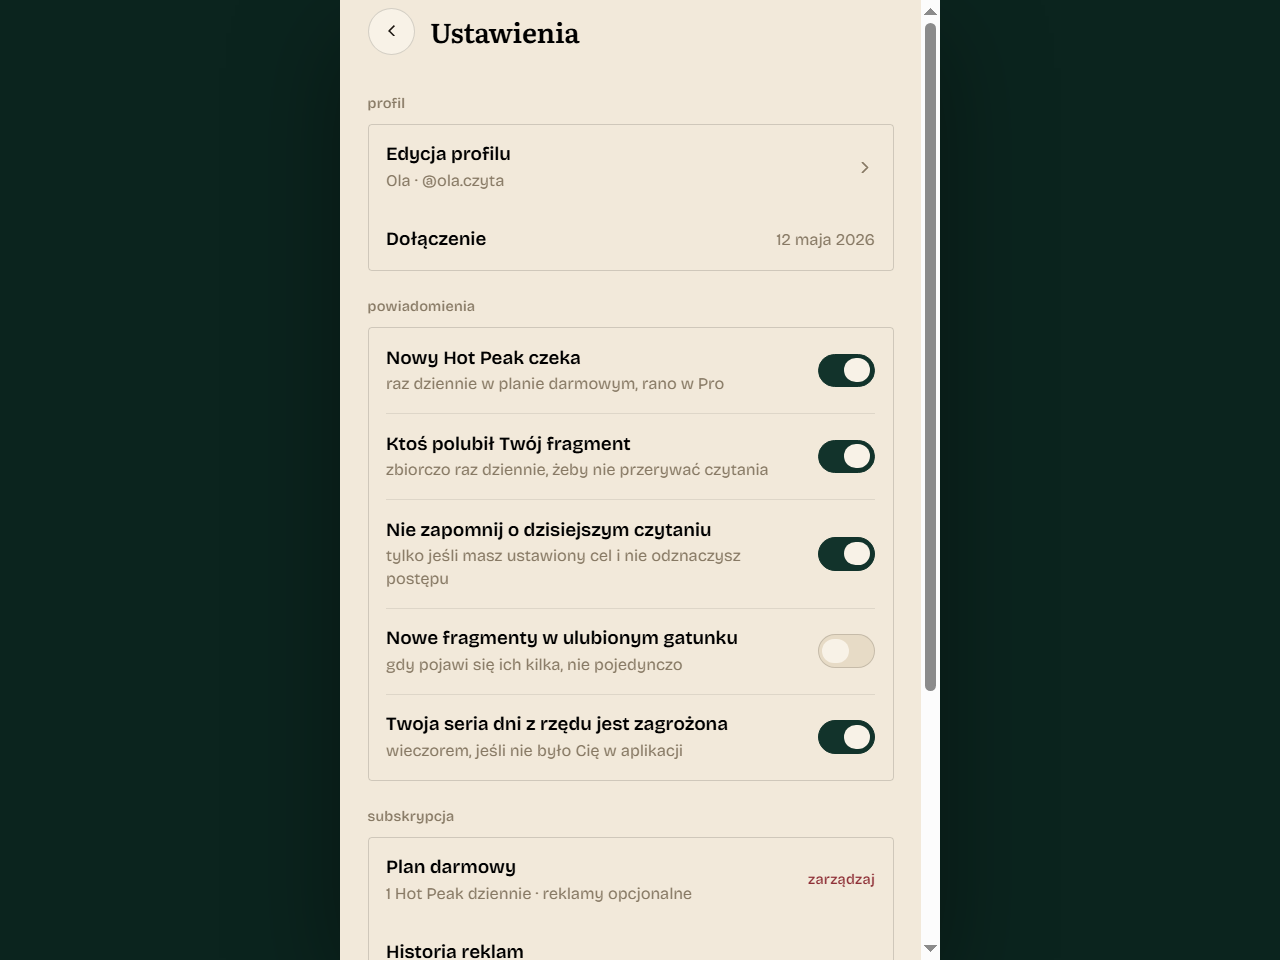 Ustawienia
profil
Edycja profilu
Ola · @ola.czyta
Dołączenie
12 maja 2026
powiadomienia
Nowy Hot Peak czeka
raz dziennie w planie darmowym, rano w Pro
Ktoś polubił Twój fragment
zbiorczo raz dziennie, żeby nie przerywać czytania
Nie zapomnij o dzisiejszym czytaniu
tylko jeśli masz ustawiony cel i nie odznaczysz
postępu
Nowe fragmenty w ulubionym gatunku
gdy pojawi się ich kilka, nie pojedynczo
Twoja seria dni z rzędu jest zagrożona
wieczorem, jeśli nie było Cię w aplikacji
subskrypcja
Plan darmowy
1 Hot Peak dziennie · reklamy opcjonalne
zarządzaj
Historia reklam